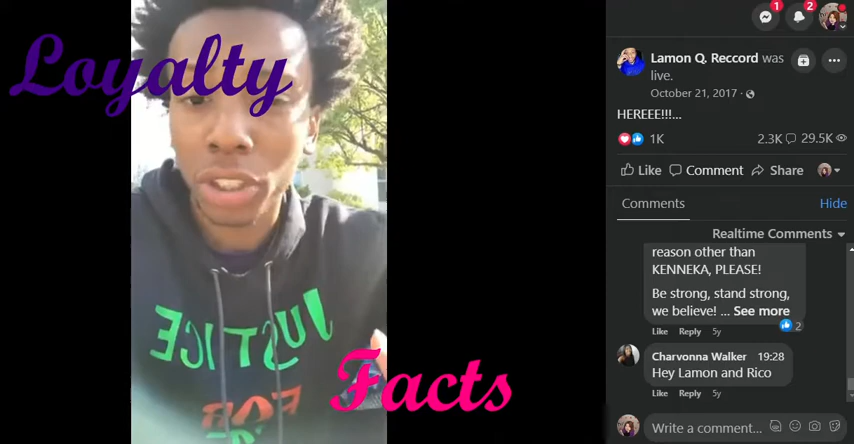 Loyalty
JUSTICE
FOR
Facts
1
2
Lamon Q. Reccord was
live.
October 21, 2017 ·
HEREEE!!!...
1K
2.3K
29.5K
Like
Comment
Share
Comments
Hide
Realtime Comments
reason other than
KENNEKA, PLEASE!
Be strong, stand strong,
we believe! ... See more
2
Like Reply 5y
Charvonna Walker 19:28
Hey Lamon and Rico
Like Reply 5y
Write a comment...